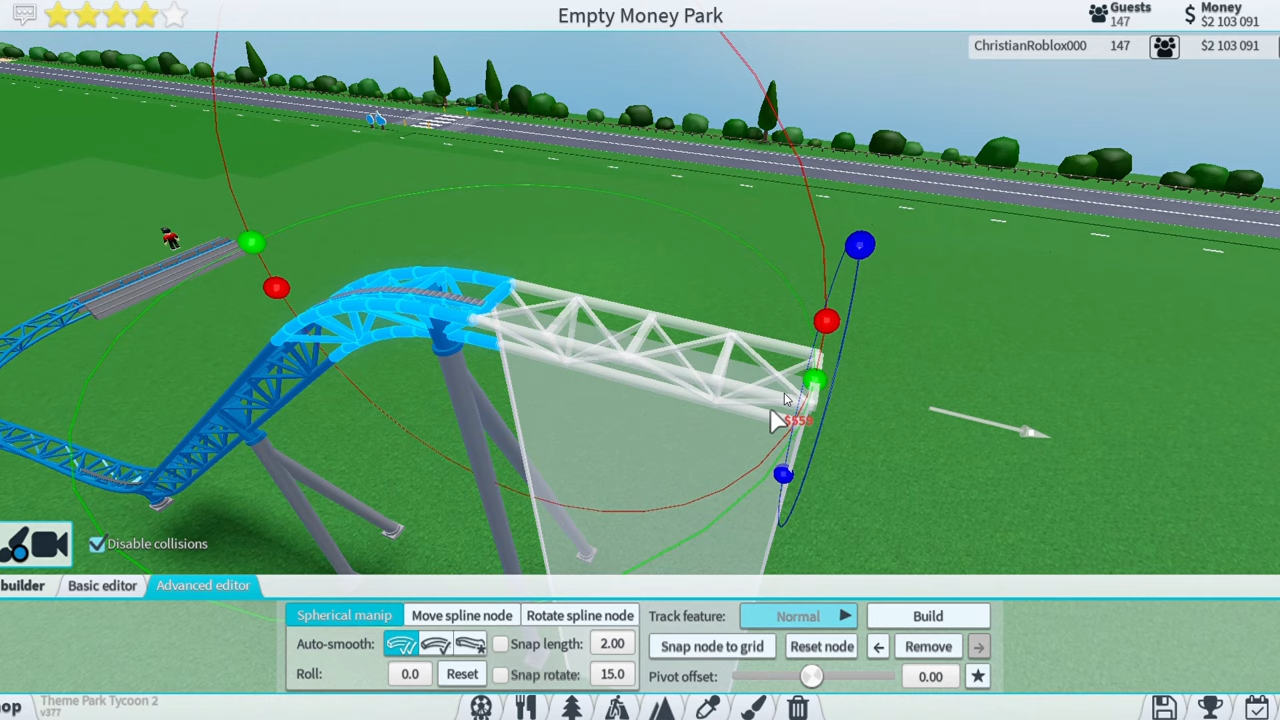 Empty Money Park
Guests
147
$ Money
$2 103 091
ChristianRoblox000 147 $2 103 091
Disable collisions
builder Basic editor Advanced editor
Spherical manip Move spline node Rotate spline node Track feature: Normal Build
Auto-smooth: Snap length: 2.00 Snap node to grid Reset node Remove
Roll: 0.0 Reset Snap rotate: 15.0 Pivot offset: 0.00
Theme Park Tycoon 2
v377